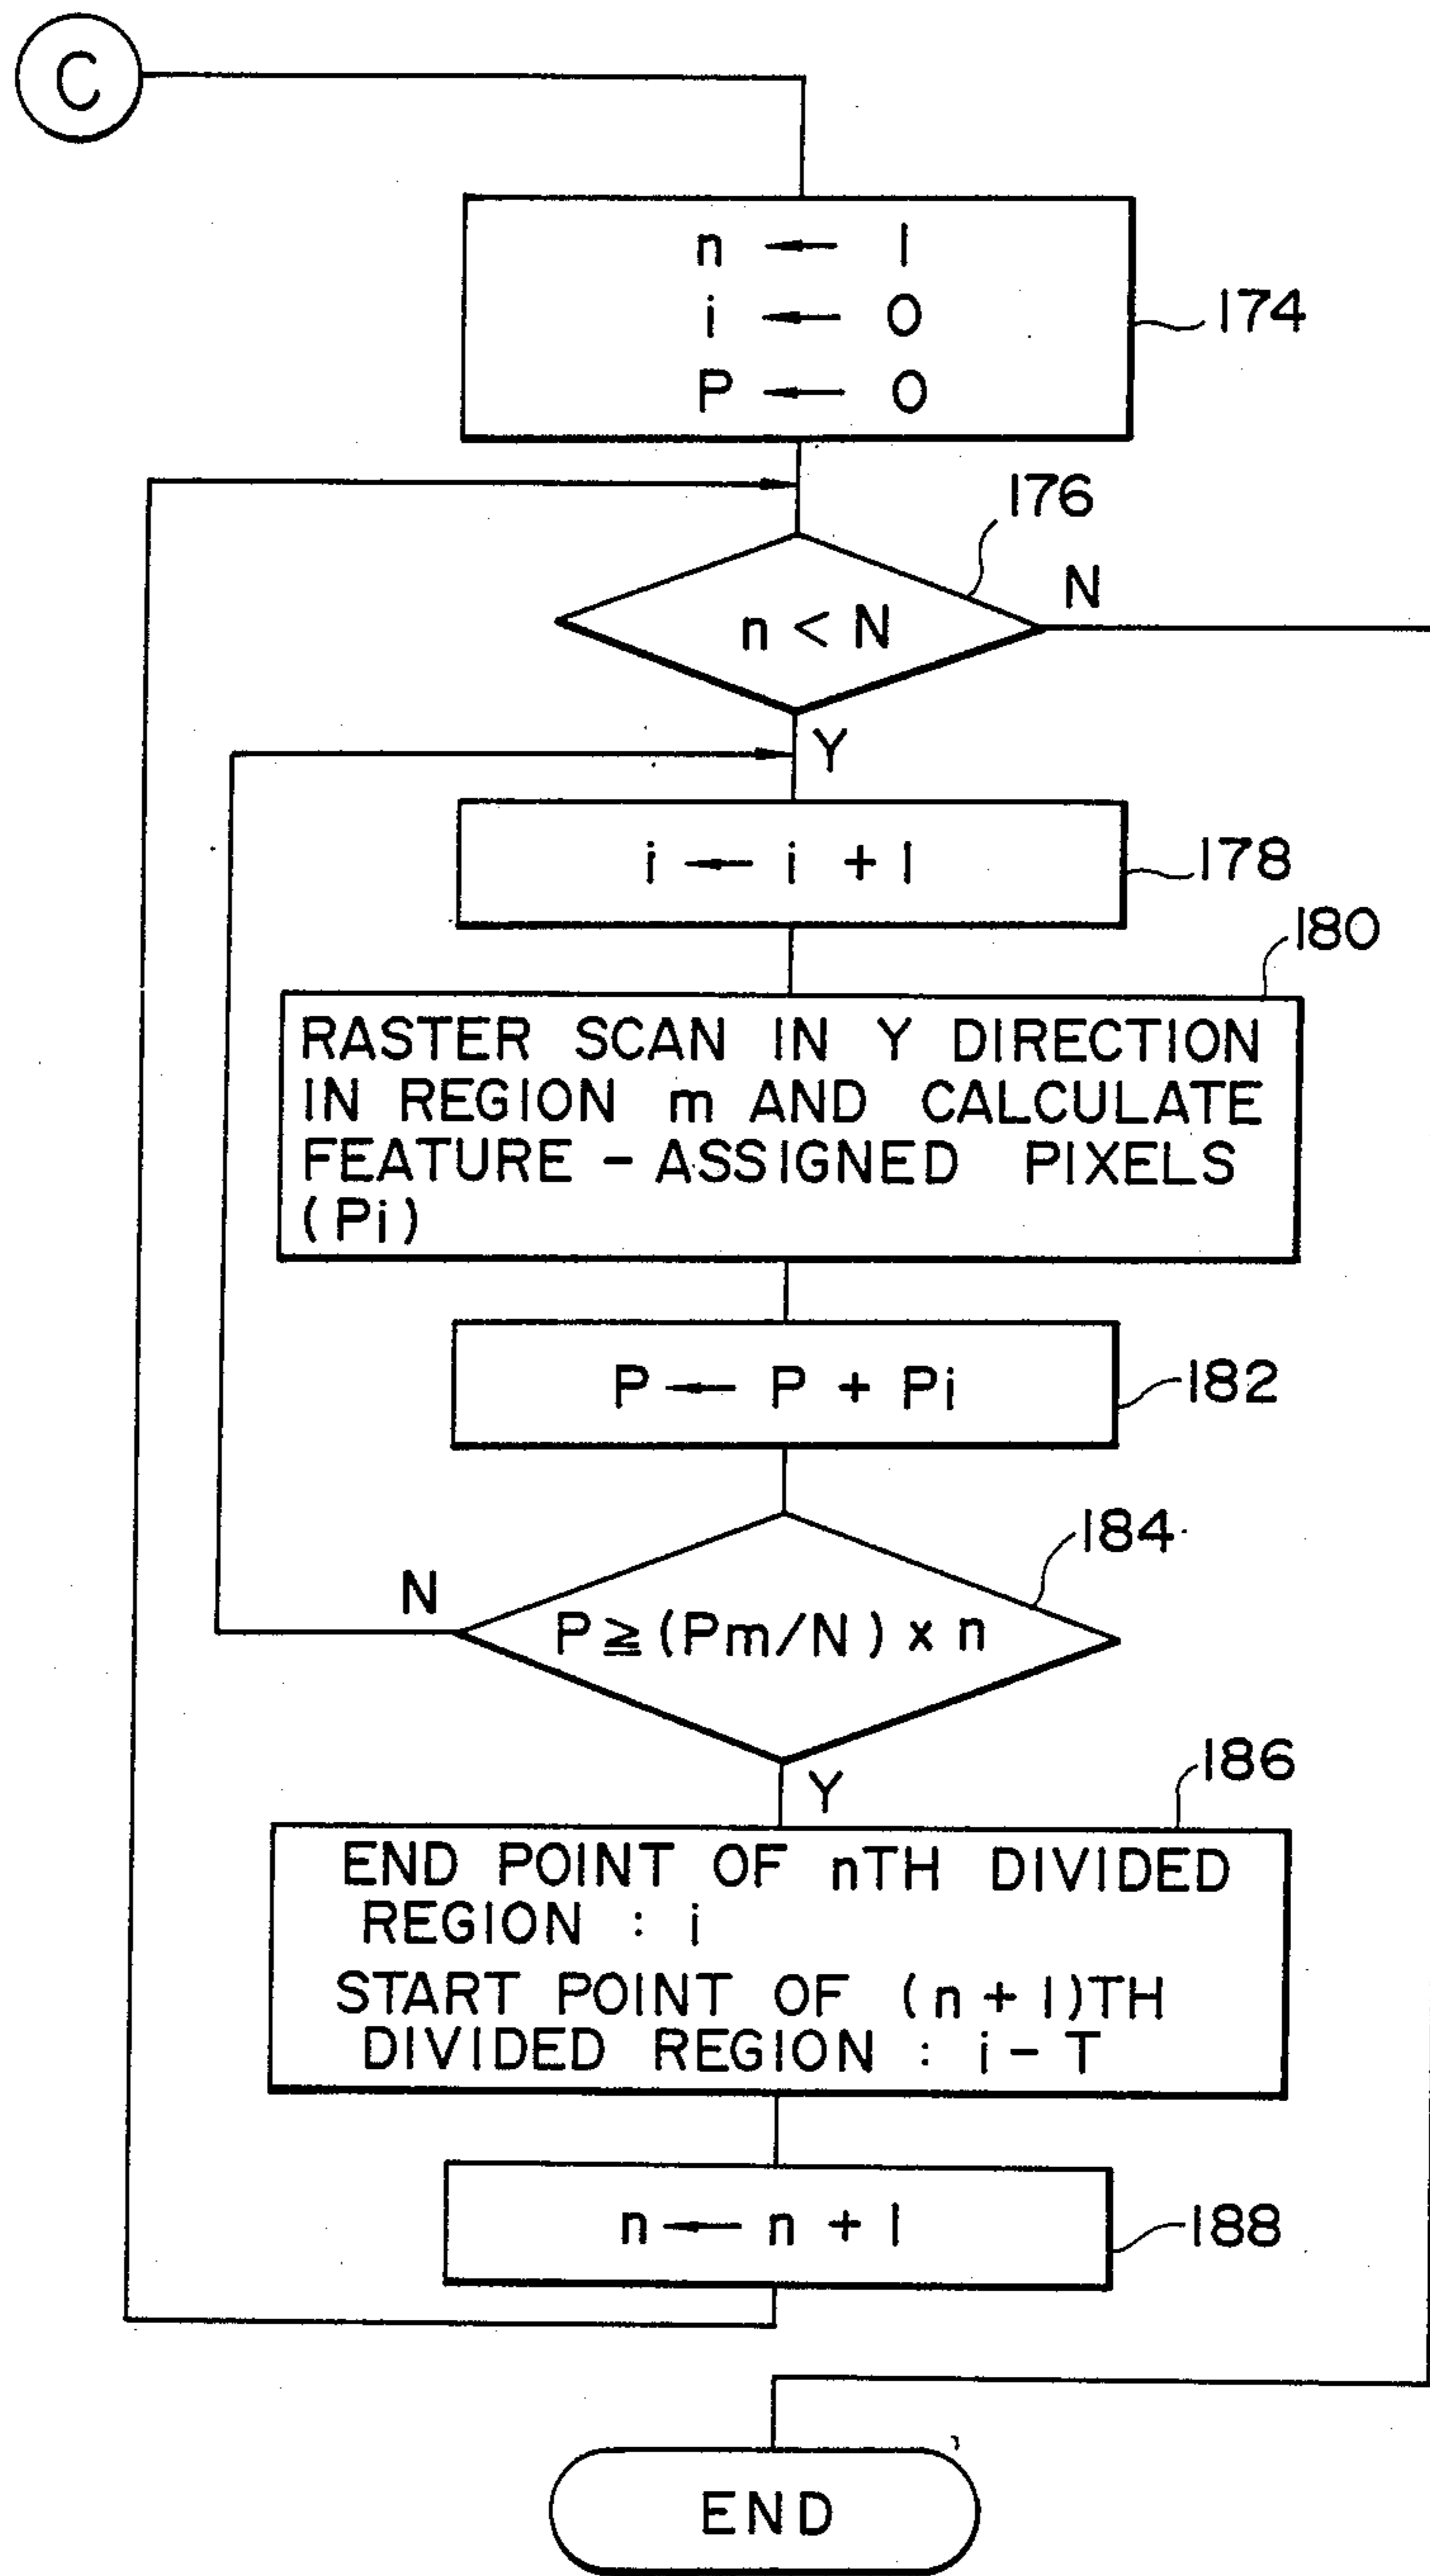 C
n ← 1
i ← 0
P ← 0
174
176
n < N
N
Y
i ← i + 1
178
180
RASTER SCAN IN Y DIRECTION
IN REGION m AND CALCULATE
FEATURE - ASSIGNED PIXELS
(Pi)
P ← P + Pi
182
184
N
P ≧ (Pm/N) x n
Y
186
END POINT OF nTH DIVIDED
REGION : i
START POINT OF (n + 1)TH
DIVIDED REGION : i - T
n ← n + 1
188
END